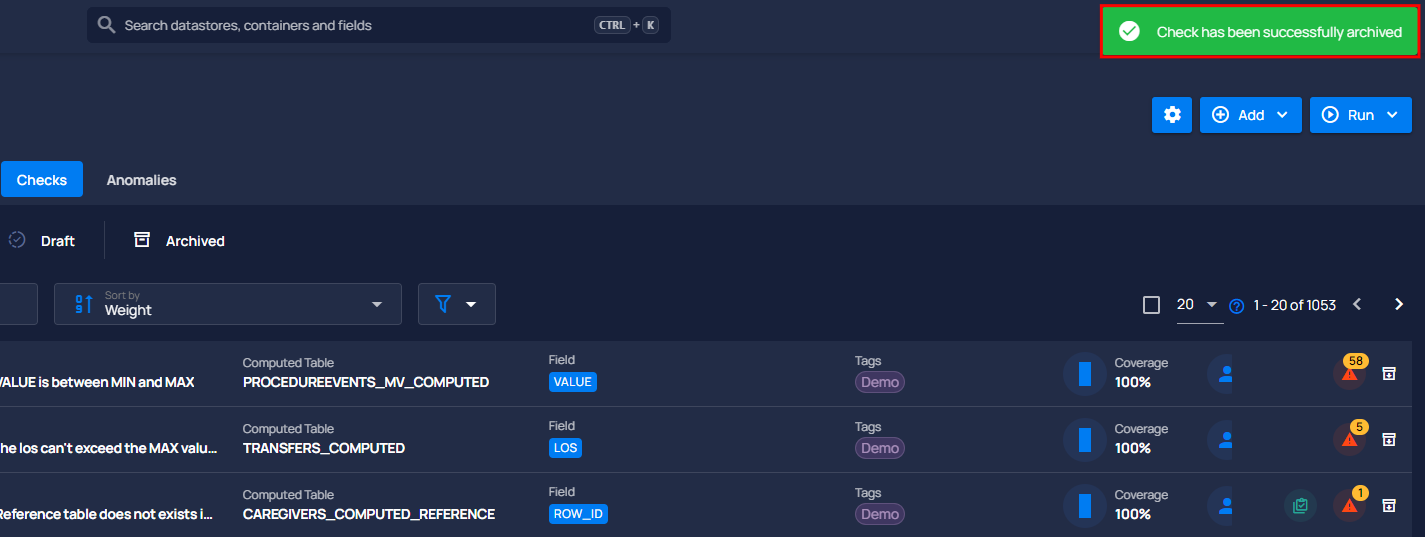 Search datastores, containers and fields CTRL + K
Check has been successfully archived
Add
Run
Checks
Anomalies
Draft
Archived
Sort by
Weight
20
1 - 20 of 1053
VALUE is between MIN and MAX
Computed Table
PROCEDUREEVENTS_MV_COMPUTED
Field
VALUE
Tags
Demo
Coverage
100%
58
he los can't exceed the MAX valu...
Computed Table
TRANSFERS_COMPUTED
Field
LOS
Tags
Demo
Coverage
100%
5
Reference table does not exists i...
Computed Table
CAREGIVERS_COMPUTED_REFERENCE
Field
ROW_ID
Tags
Demo
Coverage
100%
1